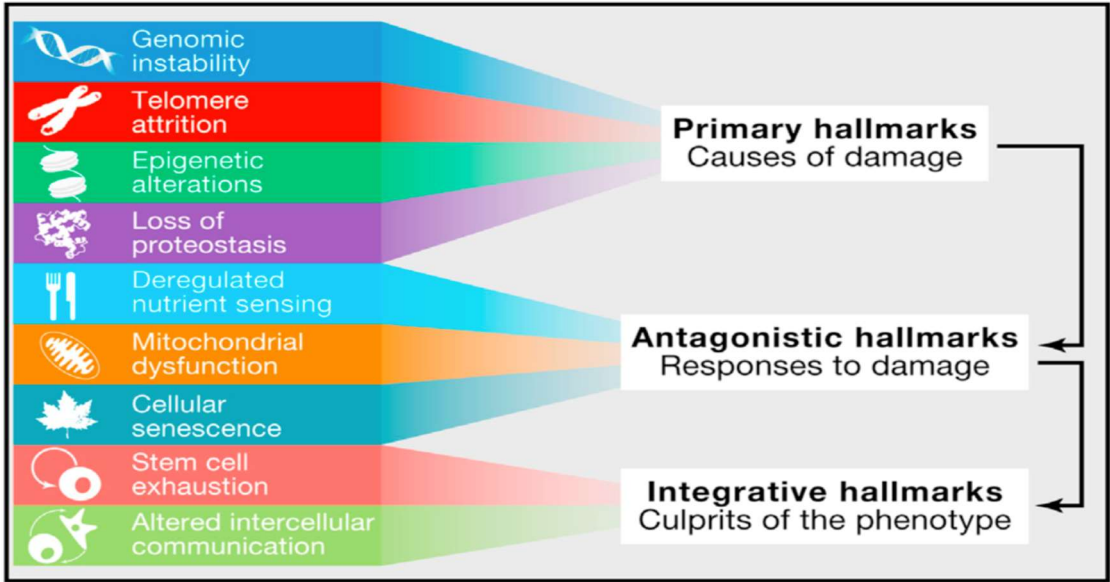 Genomic
instability
Telomere
attrition
Epigenetic
alterations
Loss of
proteostasis
Deregulated
nutrient sensing
Mitochondrial
dysfunction
Cellular
senescence
Stem cell
exhaustion
Altered intercellular
communication
Primary hallmarks
Causes of damage
Antagonistic hallmarks
Responses to damage
Integrative hallmarks
Culprits of the phenotype